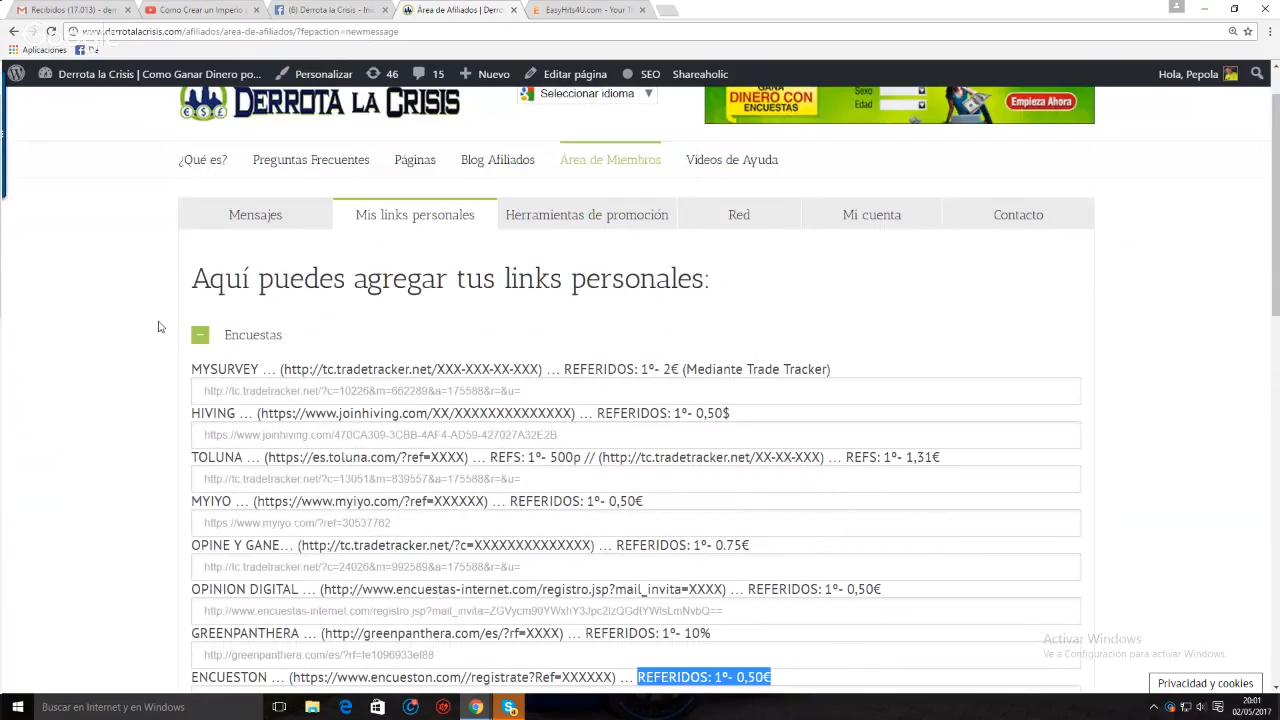 Recibidos (17.013) - der
Como Crear un Imperio
(6) Derrota la Crisis - Inic
Área de Afiliados | Derro
EasyHits4U.com - Your T
www.derrotalacrisis.com/afiliados/area-de-afiliados/?fepaction=newmessage
Aplicaciones
Derrota la Crisis | Como Ganar Dinero po...
Personalizar
46
15
Nuevo
Editar página
SEO
Shareaholic
Hola, Pepola
DERROTA LA CRISIS
Seleccionar idioma
GANA
DINERO CON
ENCUESTAS
Sexo
Edad
Empieza Ahora
¿Qué es?
Preguntas Frecuentes
Páginas
Blog Afiliados
Área de Miembros
Vídeos de Ayuda
Mensajes
Mis links personales
Herramientas de promoción
Red
Mi cuenta
Contacto
Aquí puedes agregar tus links personales:
Encuestas
MYSURVEY … (http://tc.tradetracker.net/XXX-XXX-XX-XXX) … REFERIDOS: 1º- 2€ (Mediante Trade Tracker)
http://tc.tradetracker.net/?c=10226&m=662289&a=175588&r=&u=
HIVING … (https://www.joinhiving.com/XX/XXXXXXXXXXXXXX) … REFERIDOS: 1º- 0,50$
https://www.joinhiving.com/470CA309-3CBB-4AF4-AD59-427027A32E2B
TOLUNA … (https://es.toluna.com/?ref=XXXX) … REFS: 1º- 500p // (http://tc.tradetracker.net/XX-XX-XXX) … REFS: 1º- 1,31€
http://tc.tradetracker.net/?c=13051&m=839557&a=175588&r=&u=
MYIYO … (https://www.myiyo.com/?ref=XXXXXX) … REFERIDOS: 1º- 0,50€
https://www.myiyo.com/?ref=30537762
OPINE Y GANE… (http://tc.tradetracker.net/?c=XXXXXXXXXXXXXX) … REFERIDOS: 1º- 0.75€
http://tc.tradetracker.net/?c=24026&m=992589&a=175588&r=&u=
OPINION DIGITAL … (http://www.encuestas-internet.com/registro.jsp?mail_invita=XXXX) … REFERIDOS: 1º- 0,50€
http://www.encuestas-internet.com/registro.jsp?mail_invita=ZGVycm90YWxhY3Jpc2lzQGdtYWlsLmNvbQ==
GREENPANTHERA … (http://greenpanthera.com/es/?rf=XXXX) … REFERIDOS: 1º- 10%
http://greenpanthera.com/es/?rf=fe1096933ef88
ENCUESTON … (https://www.encueston.com//registrate?Ref=XXXXXX) … REFERIDOS: 1º- 0,50€
Activar Windows
Ve a Configuración para activar Windows.
Privacidad y cookies
Buscar en Internet y en Windows
20:01
02/05/2017